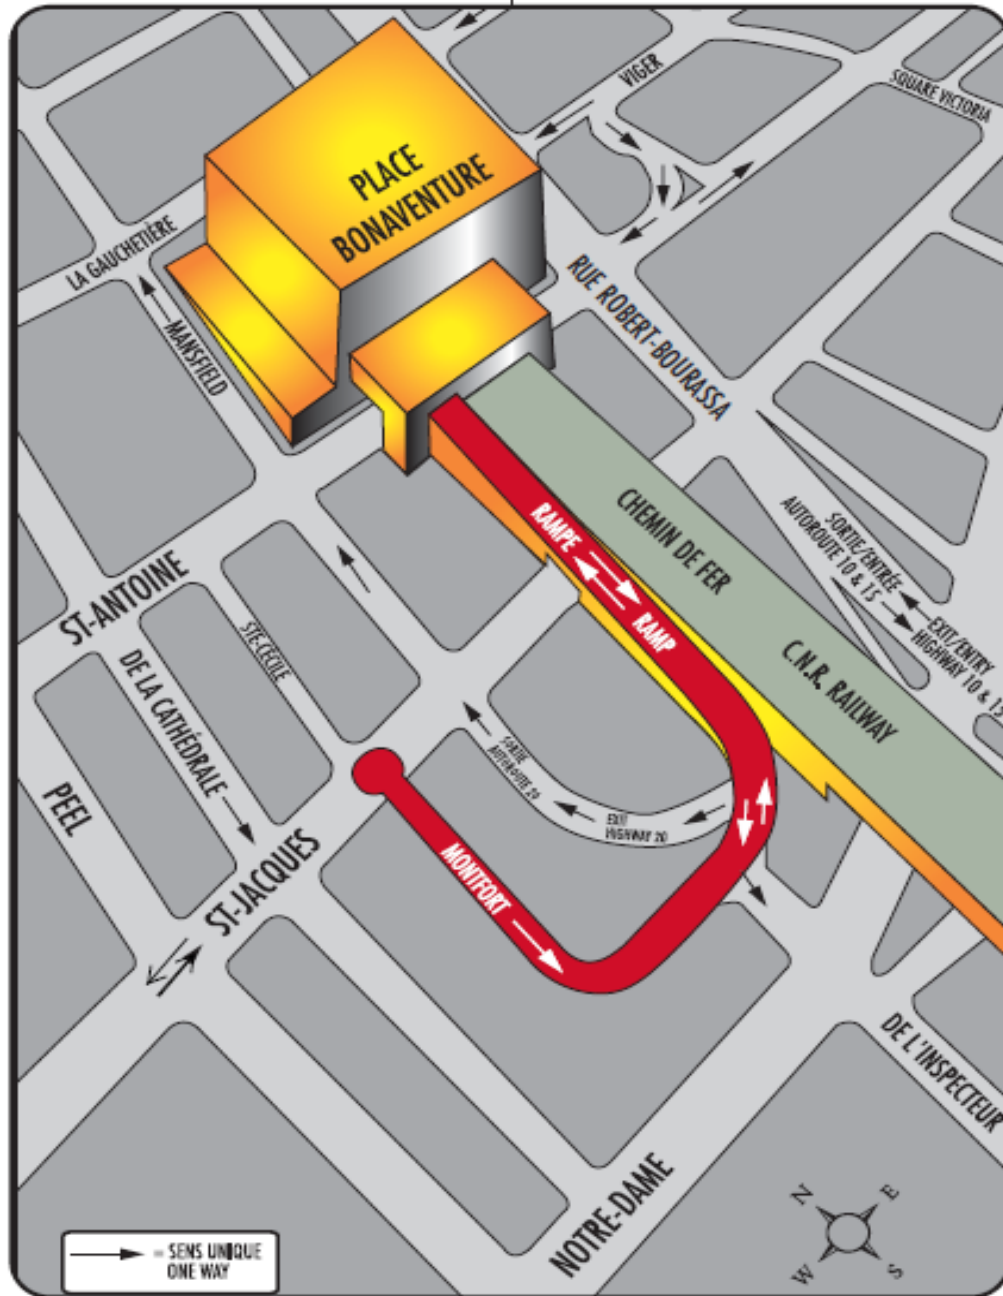 VIGER
SQUARE VICTORIA
PLACE
BONAVENTURE
LA GAUCHETIÈRE
MANSFIELD
RUE ROBERT-BOURASSA
CHEMIN DE FER
C.N.R. RAILWAY
SORTIE/ENTRÉE
AUTOROUTE 10 & 15
EXIT/ENTRY
HIGHWAY 10 & 15
RAMPE
RAMP
ST-ANTOINE
STE-CÉCILE
DE LA CATHÉDRALE
PEEL
ST-JACQUES
SORTIE
AUTOROUTE 20
EXIT
HIGHWAY 20
MONTFORT
DE L'INSPECTEUR
NOTRE-DAME
N
E
W
S
= SENS UNIQUE
ONE WAY